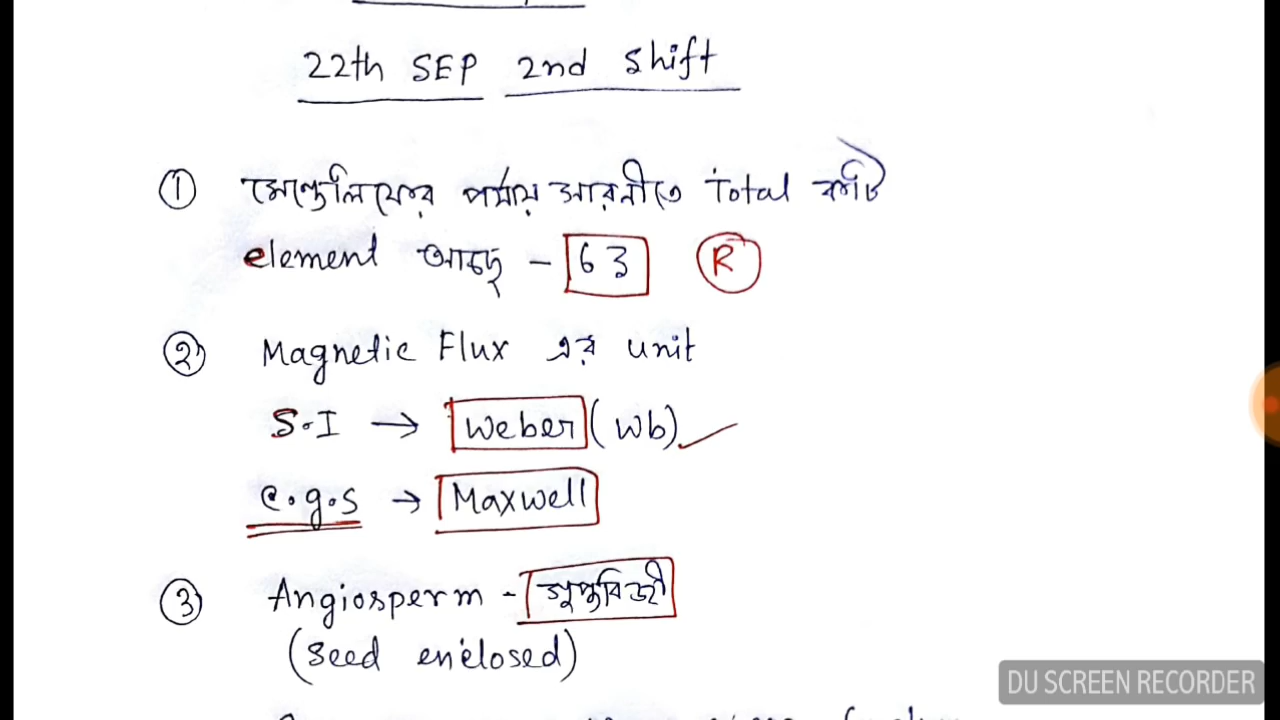 22th SEP 2nd Shift
① মেন্ডেলিফের পর্যায় সারনীতে Total কটি
element আছে - 63 R
② Magnetic Flux এর unit
S.I → Weber (Wb)
C.g.s → Maxwell
③ Angiosperm - গুপ্তবিজী
(seed enclosed)
DU SCREEN RECORDER